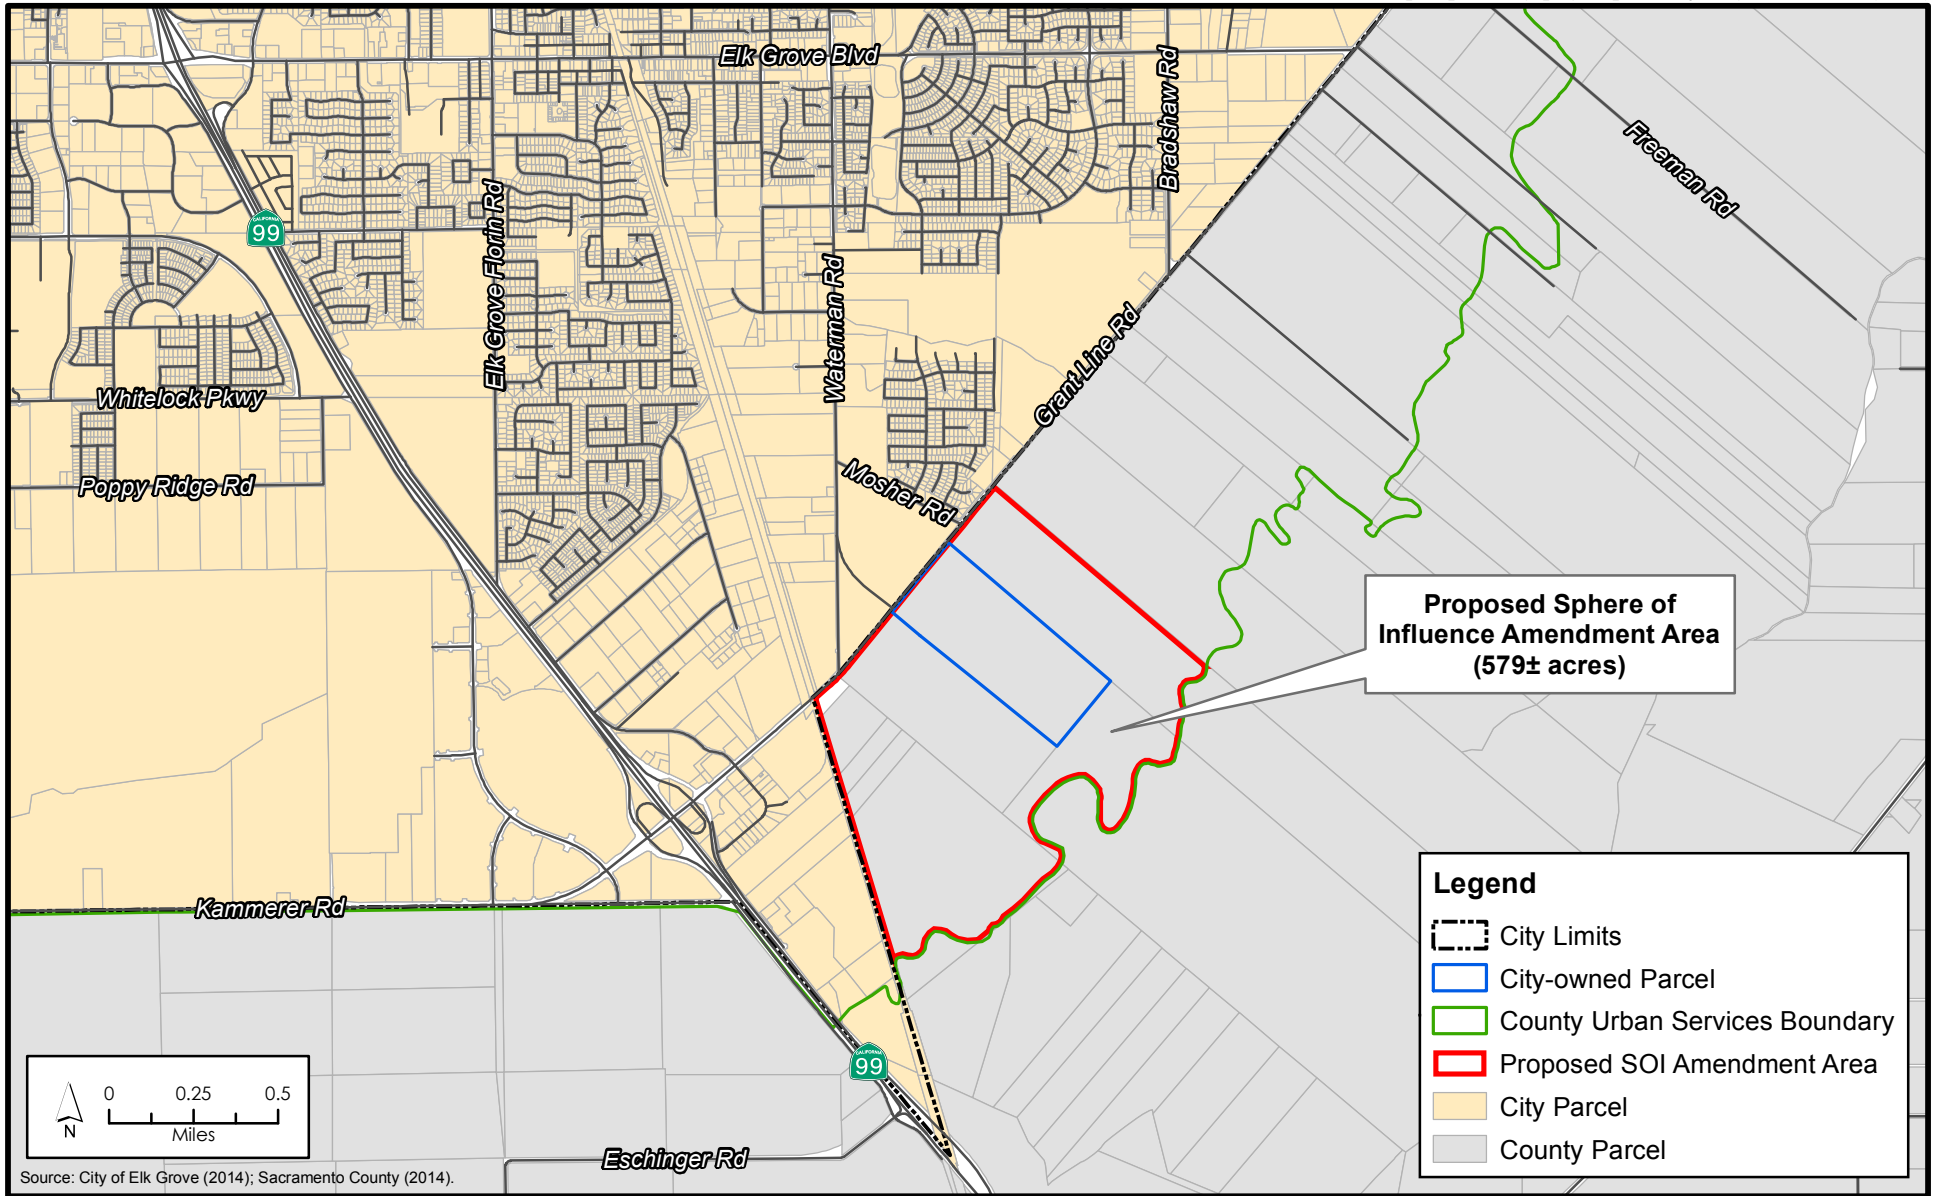 Elk Grove Blvd
Bradshaw Rd
Freeman Rd
CALIFORNIA
99
Elk Grove Florin Rd
Waterman Rd
Grant Line Rd
Whitelock Pkwy
Poppy Ridge Rd
Mosher Rd
Proposed Sphere of
Influence Amendment Area
(579± acres)
Kammerer Rd
CALIFORNIA
99
Eschinger Rd
Legend
City Limits
City-owned Parcel
County Urban Services Boundary
Proposed SOI Amendment Area
City Parcel
County Parcel
N
0 0.25 0.5
Miles
Source: City of Elk Grove (2014); Sacramento County (2014).